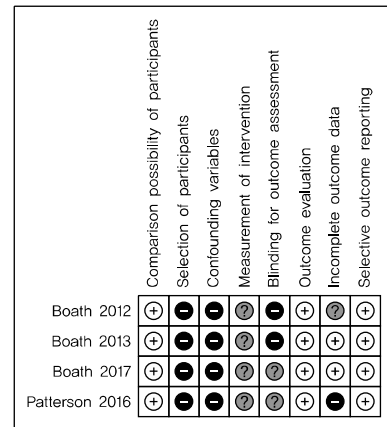 Comparison possibility of participants
Selection of participants
Confounding variables
Measurement of intervention
Blinding for outcome assessment
Outcome evaluation
Incomplete outcome data
Selective outcome reporting
Boath 2012 + − − ? − + ? +
Boath 2013 + − − ? − + + +
Boath 2017 + − − ? ? + + +
Patterson 2016 + − − ? ? + − +